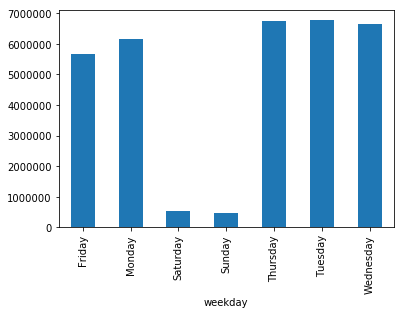 7000000
6000000
5000000
4000000
3000000
2000000
1000000
0
Friday
Monday
Saturday
Sunday
Thursday
Tuesday
Wednesday
weekday